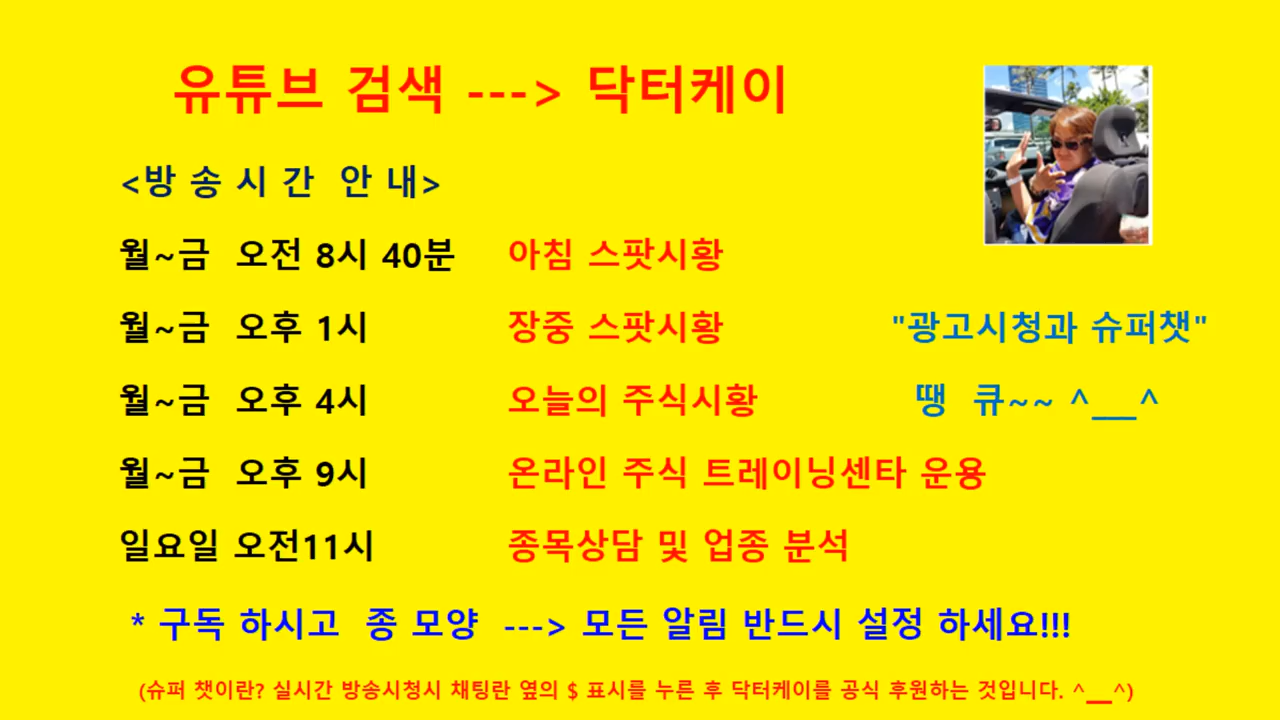 유튜브 검색 ---> 닥터케이
<방 송 시 간 안 내>
월~금 오전 8시 40분 아침 스팟시황
월~금 오후 1시 장중 스팟시황 "광고시청과 슈퍼챗"
월~금 오후 4시 오늘의 주식시황 땡 큐~~ ^__^
월~금 오후 9시 온라인 주식 트레이닝센타 운용
일요일 오전11시 종목상담 및 업종 분석
* 구독 하시고 종 모양 ---> 모든 알림 반드시 설정 하세요!!!
(슈퍼 챗이란? 실시간 방송시청시 채팅란 옆의 $ 표시를 누른 후 닥터케이를 공식 후원하는 것입니다. ^__^)